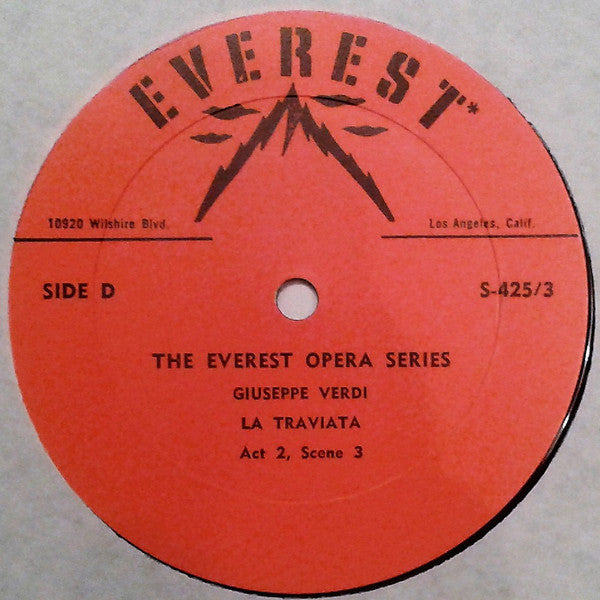 EVEREST*
10920 Wilshire Blvd.
Los Angeles, Calif.
SIDE D
S-425/3
THE EVEREST OPERA SERIES
GIUSEPPE VERDI
LA TRAVIATA
Act 2, Scene 3